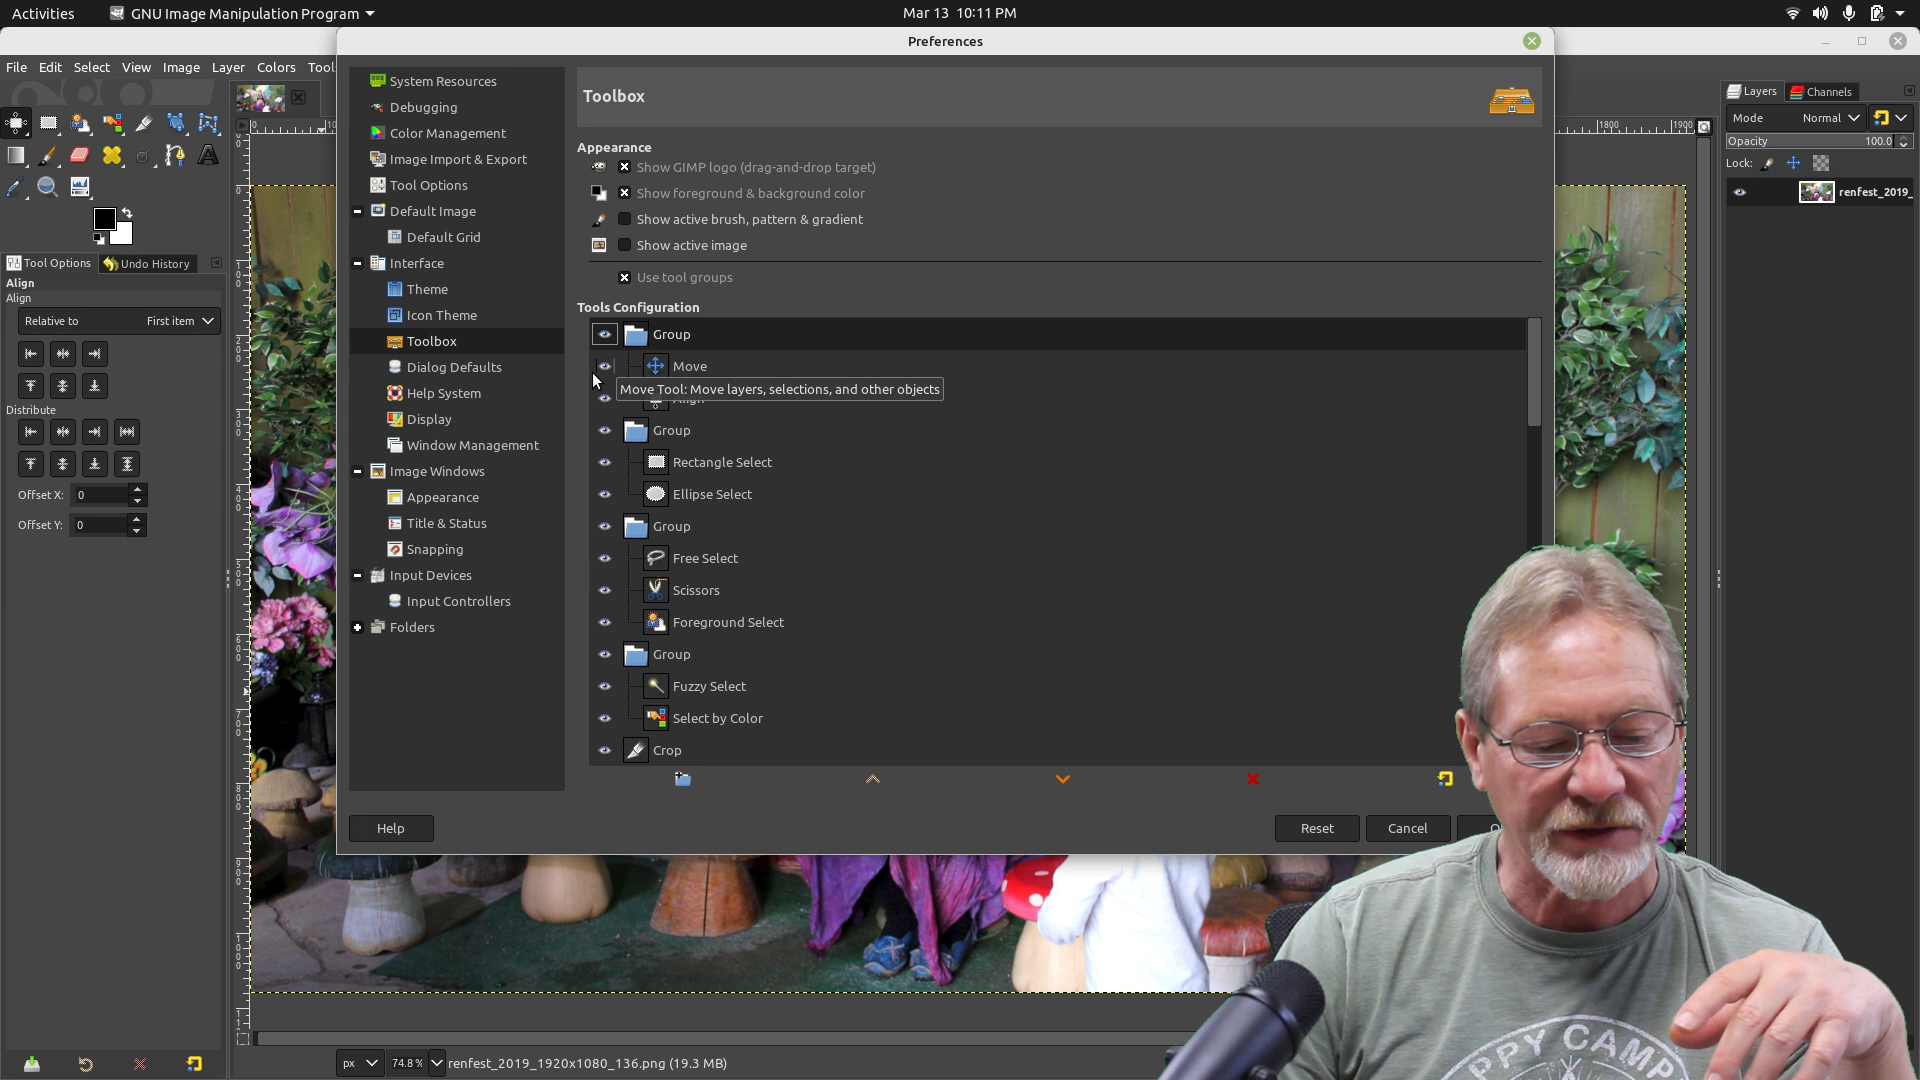 Activities GNU Image Manipulation Program Mar 13 10:11 PM
Preferences
File Edit Select View Image Layer Colors Tool
System Resources
Debugging
Color Management
Image Import & Export
Tool Options
Default Image
Default Grid
Interface
Theme
Icon Theme
Toolbox
Dialog Defaults
Help System
Display
Window Management
Image Windows
Appearance
Title & Status
Snapping
Input Devices
Input Controllers
Folders
Toolbox
Appearance
Show GIMP logo (drag-and-drop target)
Show foreground & background color
Show active brush, pattern & gradient
Show active image
Use tool groups
Tools Configuration
Group
Move
Move Tool: Move layers, selections, and other objects
Group
Rectangle Select
Ellipse Select
Group
Free Select
Scissors
Foreground Select
Group
Fuzzy Select
Select by Color
Crop
Help Reset Cancel
Tool Options Undo History
Align
Align
Relative to First item
Distribute
Offset X: 0
Offset Y: 0
Layers Channels
Mode Normal
Opacity 100.0
Lock:
renfest_2019_
1800 1900
px 74.8 % renfest_2019_1920x1080_136.png (19.3 MB)
PPY CAMP